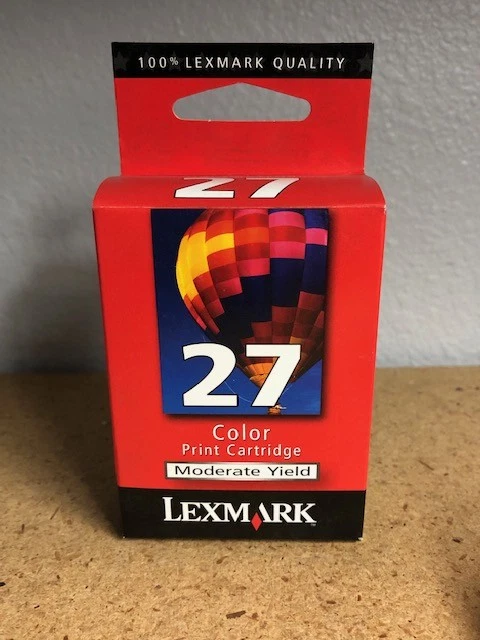 100% LEXMARK QUALITY
27
27
Color
Print Cartridge
Moderate Yield
LEXMARK